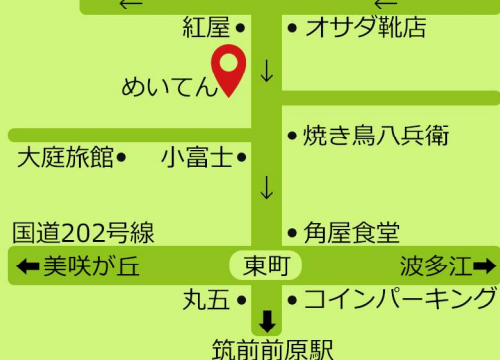 ←
←
紅屋•
•オサダ靴店
↓
めいてん
•焼き鳥八兵衛
大庭旅館•
小富士•
↓
国道202号線
•角屋食堂
←美咲が丘
東町
波多江→
丸五•
•コインパーキング
↓
筑前前原駅